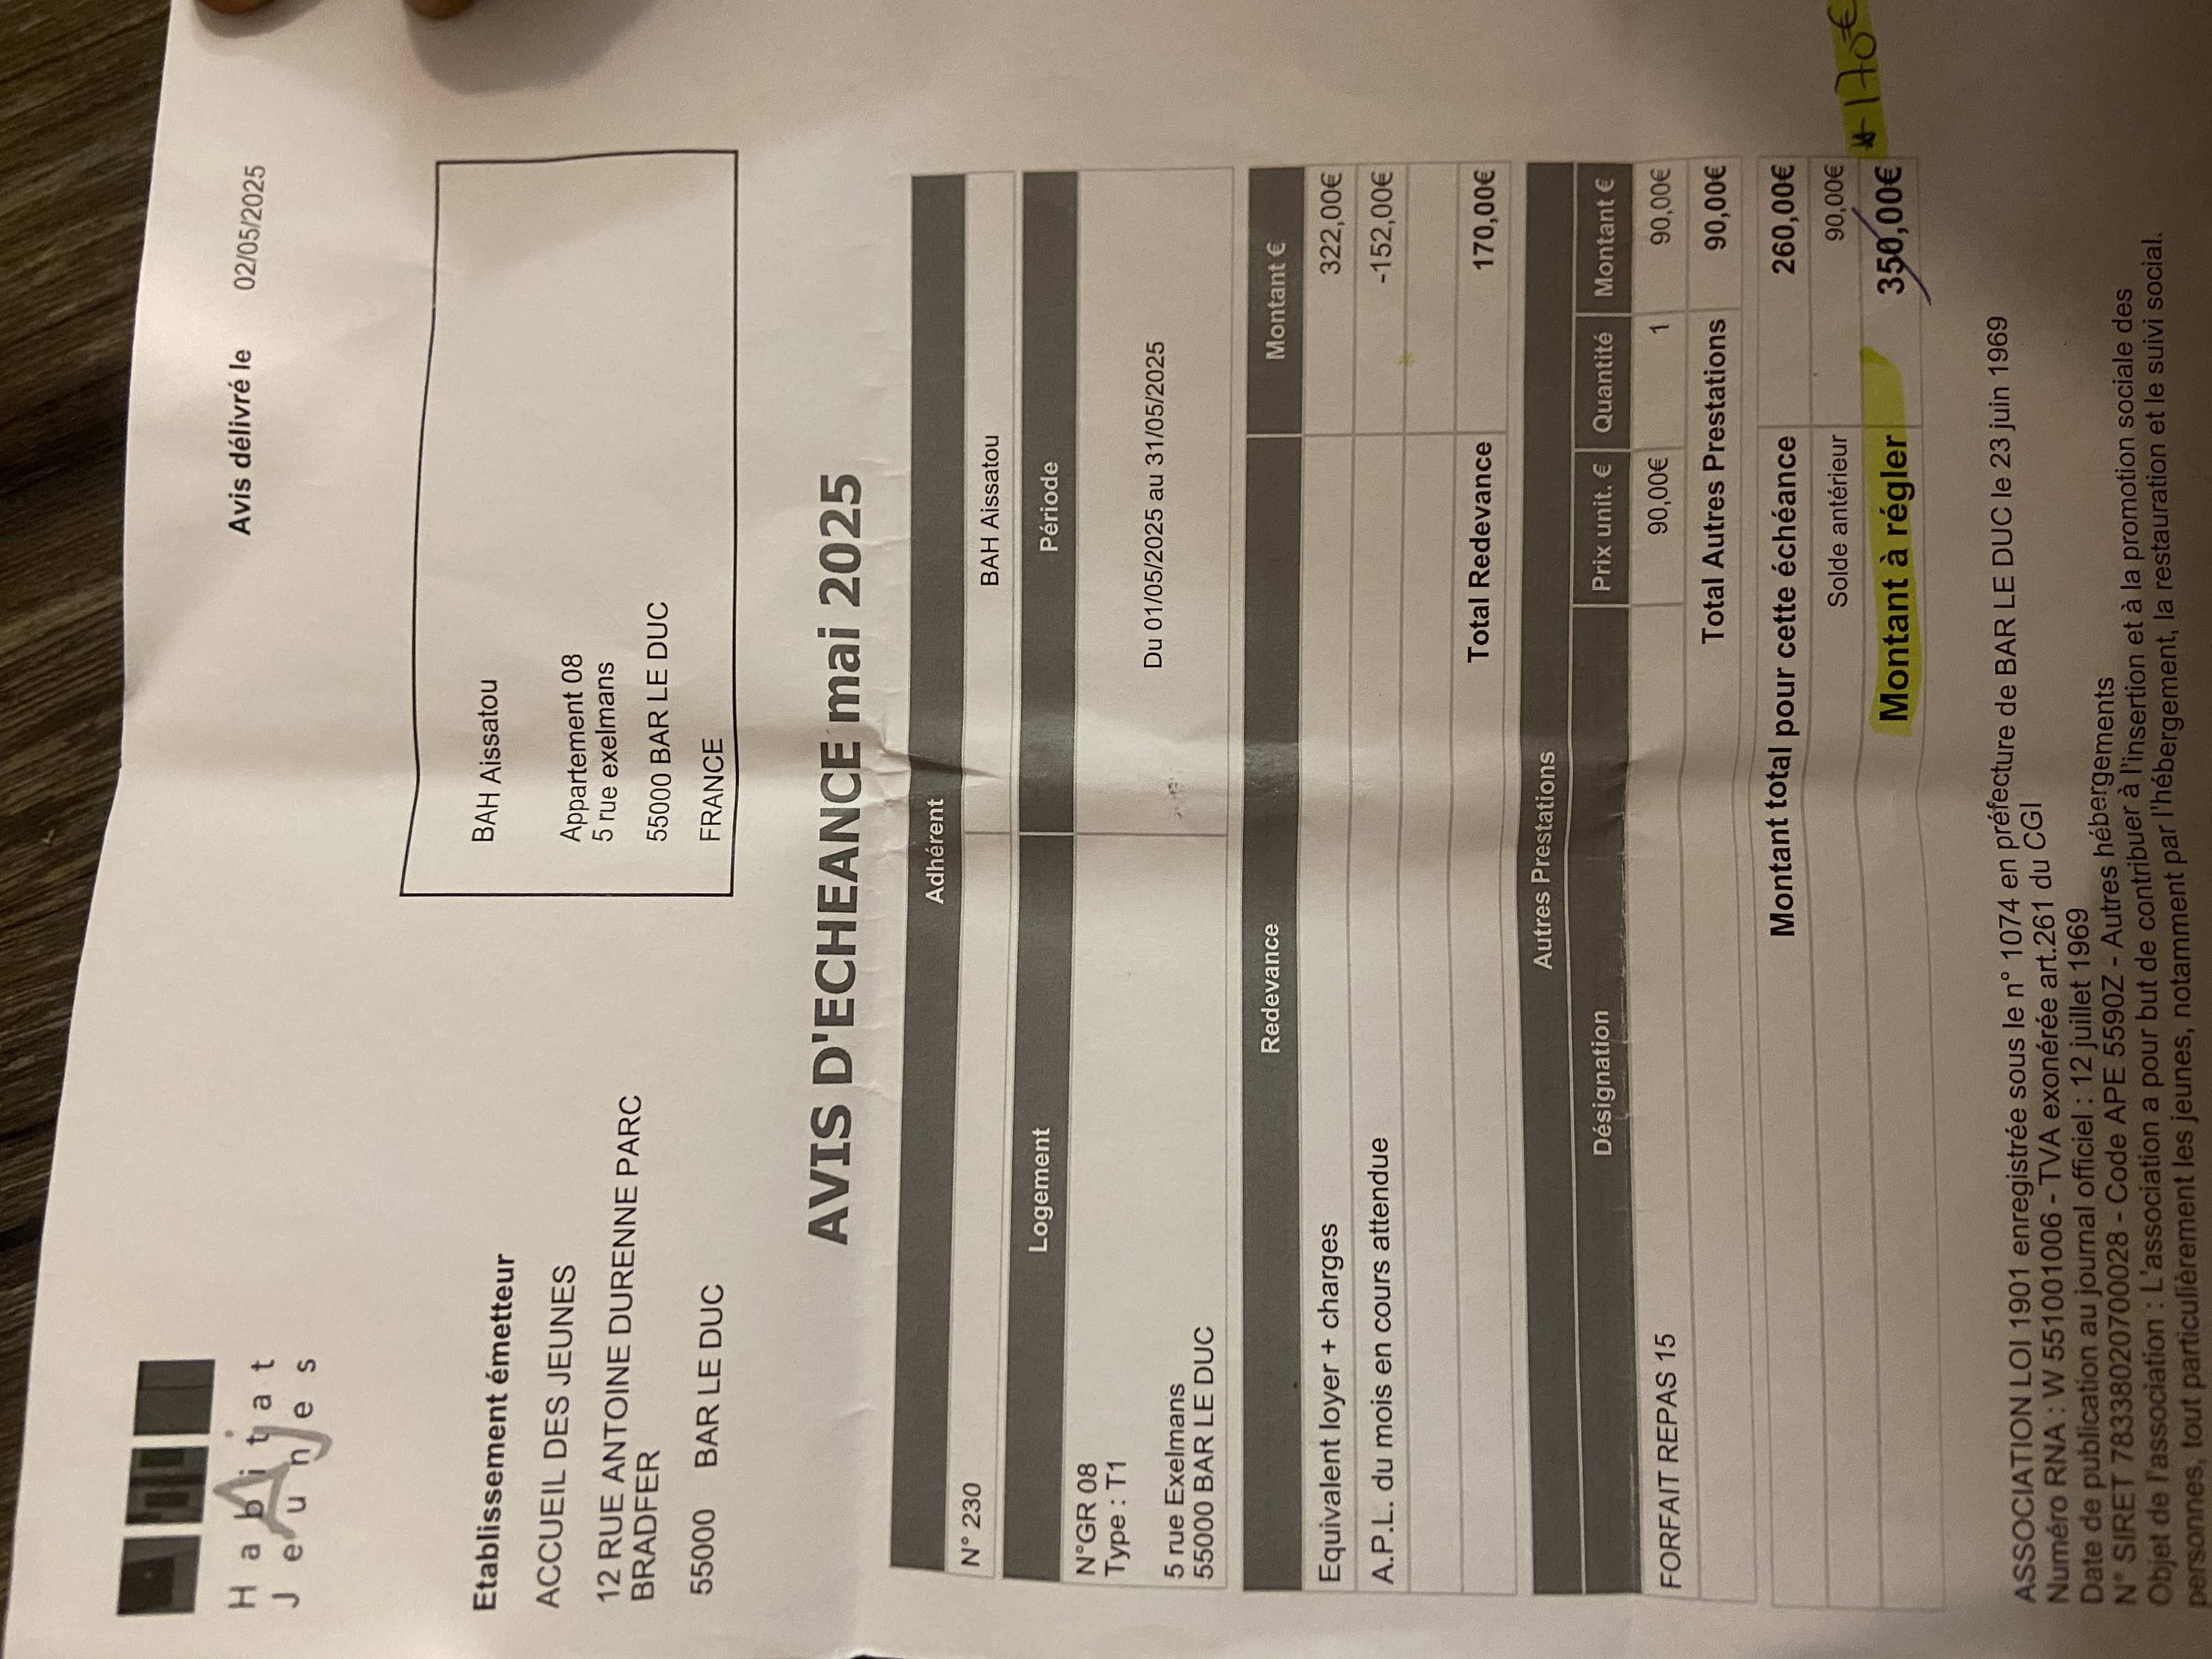 Habitat
Jeunes
Avis délivré le 02/05/2025
Etablissement émetteur
ACCUEIL DES JEUNES
12 RUE ANTOINE DURENNE PARC
BRADFER
55000 BAR LE DUC
BAH Aissatou
Appartement 08
5 rue exelmans
55000 BAR LE DUC
FRANCE
AVIS D'ECHEANCE mai 2025
Adhérent
N° 230 BAH Aissatou
Logement Période
N°GR 08
Type : T1
5 rue Exelmans
55000 BAR LE DUC
Du 01/05/2025 au 31/05/2025
Redevance Montant €
Equivalent loyer + charges 322,00€
A.P.L. du mois en cours attendue -152,00€
Total Redevance 170,00€
Autres Prestations
Désignation Prix unit. € Quantité Montant €
FORFAIT REPAS 15 90,00€ 1 90,00€
Total Autres Prestations 90,00€
Montant total pour cette échéance 260,00€
Solde antérieur 90,00€
Montant à régler 350,00€ * 170€
ASSOCIATION LOI 1901 enregistrée sous le n° 1074 en préfecture de BAR LE DUC le 23 juin 1969
Numéro RNA : W 551001006 - TVA exonérée art.261 du CGI
Date de publication au journal officiel : 12 juillet 1969
N° SIRET 78338020700028 - Code APE 5590Z - Autres hébergements
Objet de l'association : L'association a pour but de contribuer à l'insertion et à la promotion sociale des
personnes, tout particulièrement les jeunes, notamment par l'hébergement, la restauration et le suivi social.